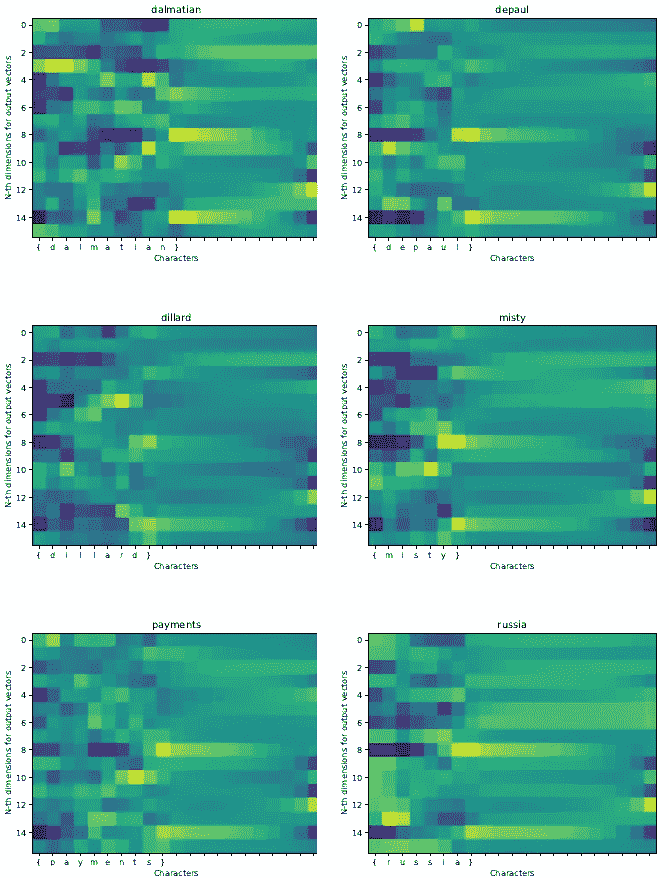 dalmatian
N-th dimensions for output vectors
0
2
4
6
8
10
12
14
{ d a l m a t i a n }
Characters
depaul
N-th dimensions for output vectors
0
2
4
6
8
10
12
14
{ d e p a u l }
Characters
dillard
N-th dimensions for output vectors
0
2
4
6
8
10
12
14
{ d i l l a r d }
Characters
misty
N-th dimensions for output vectors
0
2
4
6
8
10
12
14
{ m i s t y }
Characters
payments
N-th dimensions for output vectors
0
2
4
6
8
10
12
14
{ p a y m e n t s }
Characters
russia
N-th dimensions for output vectors
0
2
4
6
8
10
12
14
{ r u s s i a }
Characters